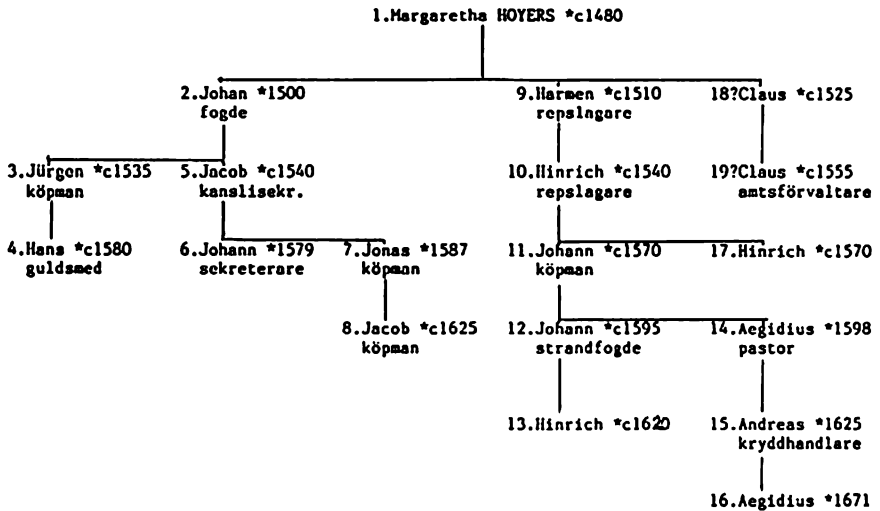 1.Margaretha HOYERS *c1480
2.Johan *1500 9.Harmen *c1510 18?Claus *c1525
fogde repslagare
3.Jürgen *c1535 5.Jacob *c1540 10.Hinrich *c1540 19?Claus *c1555
köpman kanslisekr. repslagare amtsförvaltare
4.Hans *c1580 6.Johann *1579 7.Jonas *1587 11.Johann *c1570 17.Hinrich *c1570
guldsmed sekreterare köpman köpman
8.Jacob *c1625 12.Johann *c1595 14.Aegidius *1598
köpman strandfogde pastor
13.Hinrich *c1620 15.Andreas *1625
kryddhandlare
16.Aegidius *1671